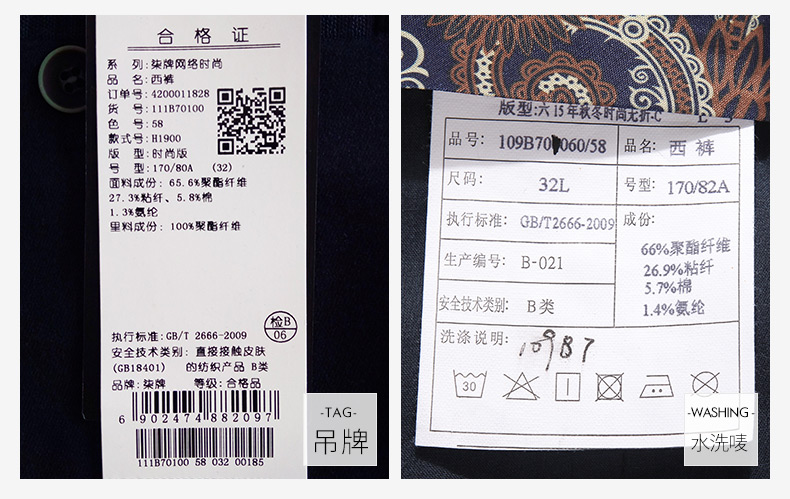 合格证
系 列:柒牌网络时尚
品 名:西裤
订单号:4200011828
货 号:111B70100
色 号:58
款式号:H1900
版 型:时尚版
号 型:170/80A (32)
面料成份: 65.6%聚酯纤维
27.3%粘纤、5.8%棉
1.3%氨纶
里料成份: 100%聚酯纤维
检B
06
执行标准:GB/T 2666-2009
安全技术类别: 直接接触皮肤
(GB18401) 的纺织产品 B类
品牌:柒牌 等级:合格品
6 902474 882097
111B70100 58 032 00185
-TAG-
吊牌
版型:六15年秋冬时尚无折-C
品号: 109B70 060/58
品名: 西裤
尺码: 32L
号型: 170/82A
执行标准: GB/T2666-2009
成份:
66%聚酯纤维
26.9%粘纤
5.7%棉
1.4%氨纶
生产编号: B-021
安全技术类别: B类
洗涤说明:
109B7
30
-WASHING-
水洗唛